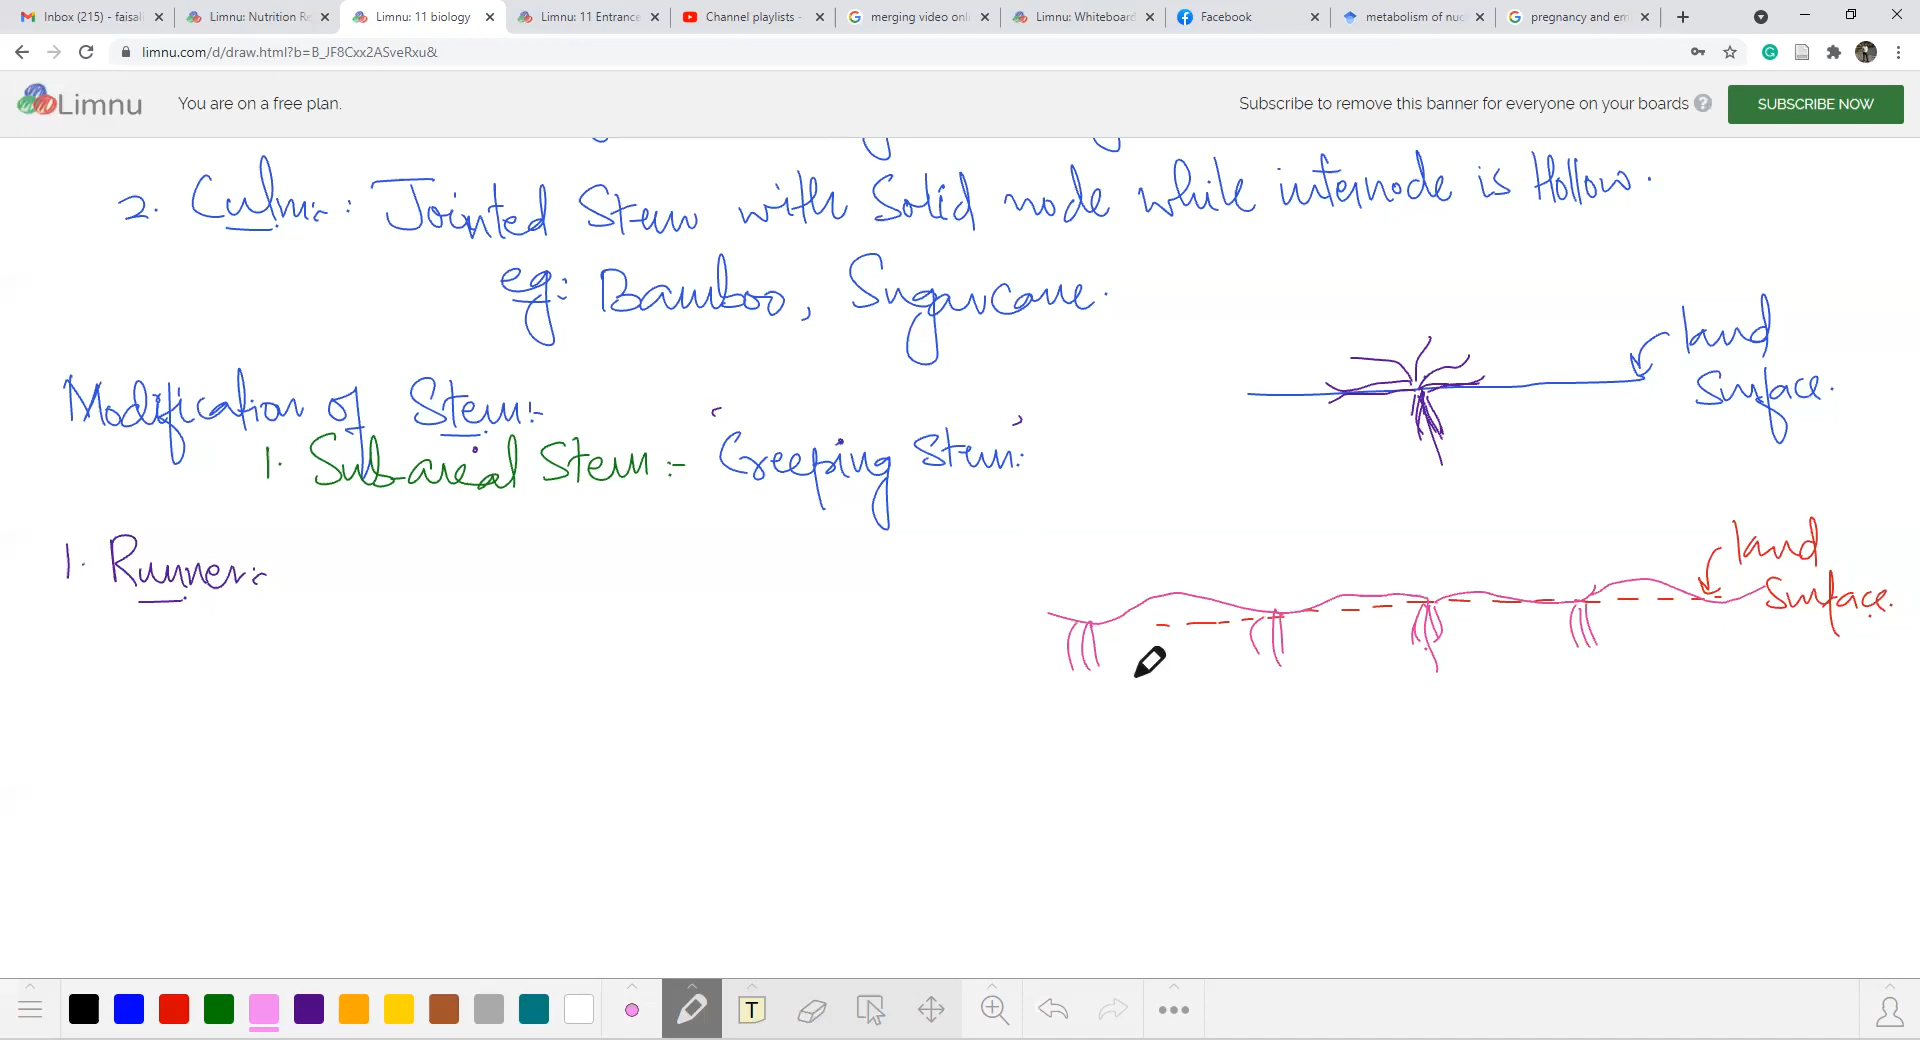 Inbox (215) - faisal
Limnu: Nutrition Re
Limnu: 11 biology
Limnu: 11 Entrance
Channel playlists -
merging video onl
Limnu: Whiteboard
Facebook
metabolism of nuc
pregnancy and em
limnu.com/d/draw.html?b=B_JF8Cxx2ASveRxu&
Limnu
You are on a free plan.
Subscribe to remove this banner for everyone on your boards ?
SUBSCRIBE NOW
2. Culm:-: Jointed Stem with Solid node while internode is Hollow.
eg:- Bamboo, Sugarcane.
land
surface.
Modification of Stem:-
1. Sub-areial Stem:- 'Creeping Stem:'
1. Runner:-
land
surface.
T